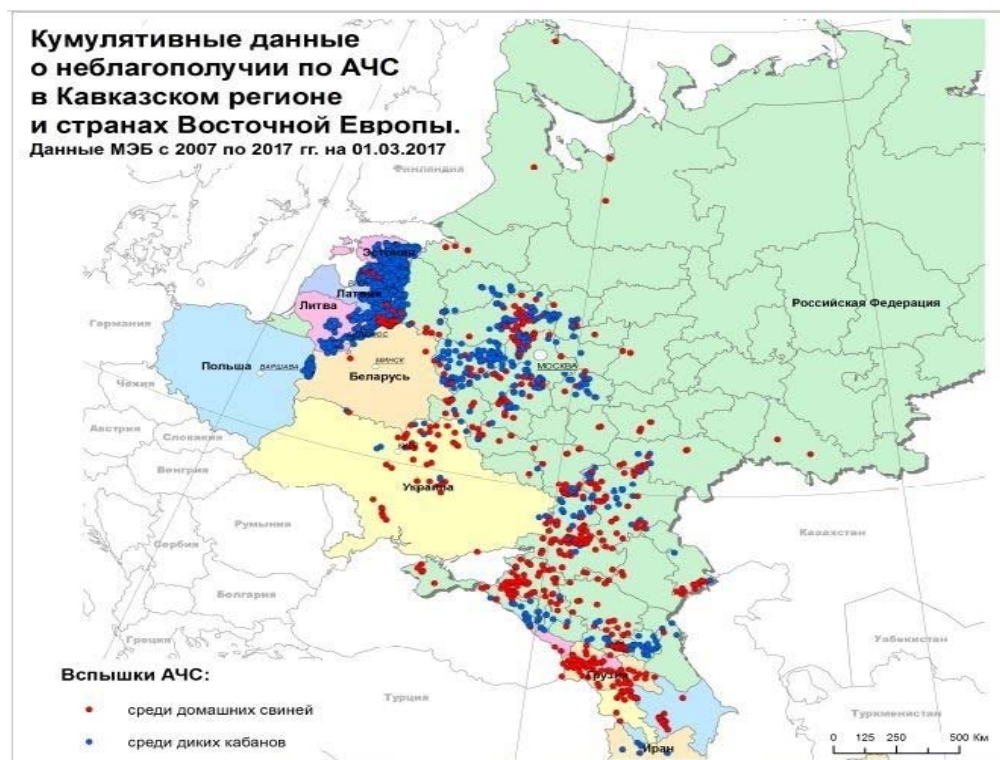 Кумулятивные данные
о неблагополучии по АЧС
в Кавказском регионе
и странах Восточной Европы.
Данные МЭБ с 2007 по 2017 гг. на 01.03.2017
Финляндия
Эстония
Латвия
Литва
Российская Федерация
Германия
МИНСК
МОСКВА
Польша
ВАРШАВА
Беларусь
Чехия
Австрия
Словакия
Венгрия
Украина
Румыния
Казахстан
Сербия
Болгария
Греция
Узбекистан
Вспышки АЧС:
Грузия
Турция
среди домашних свиней
Туркменистан
среди диких кабанов
Иран
0 125 250 500 Км